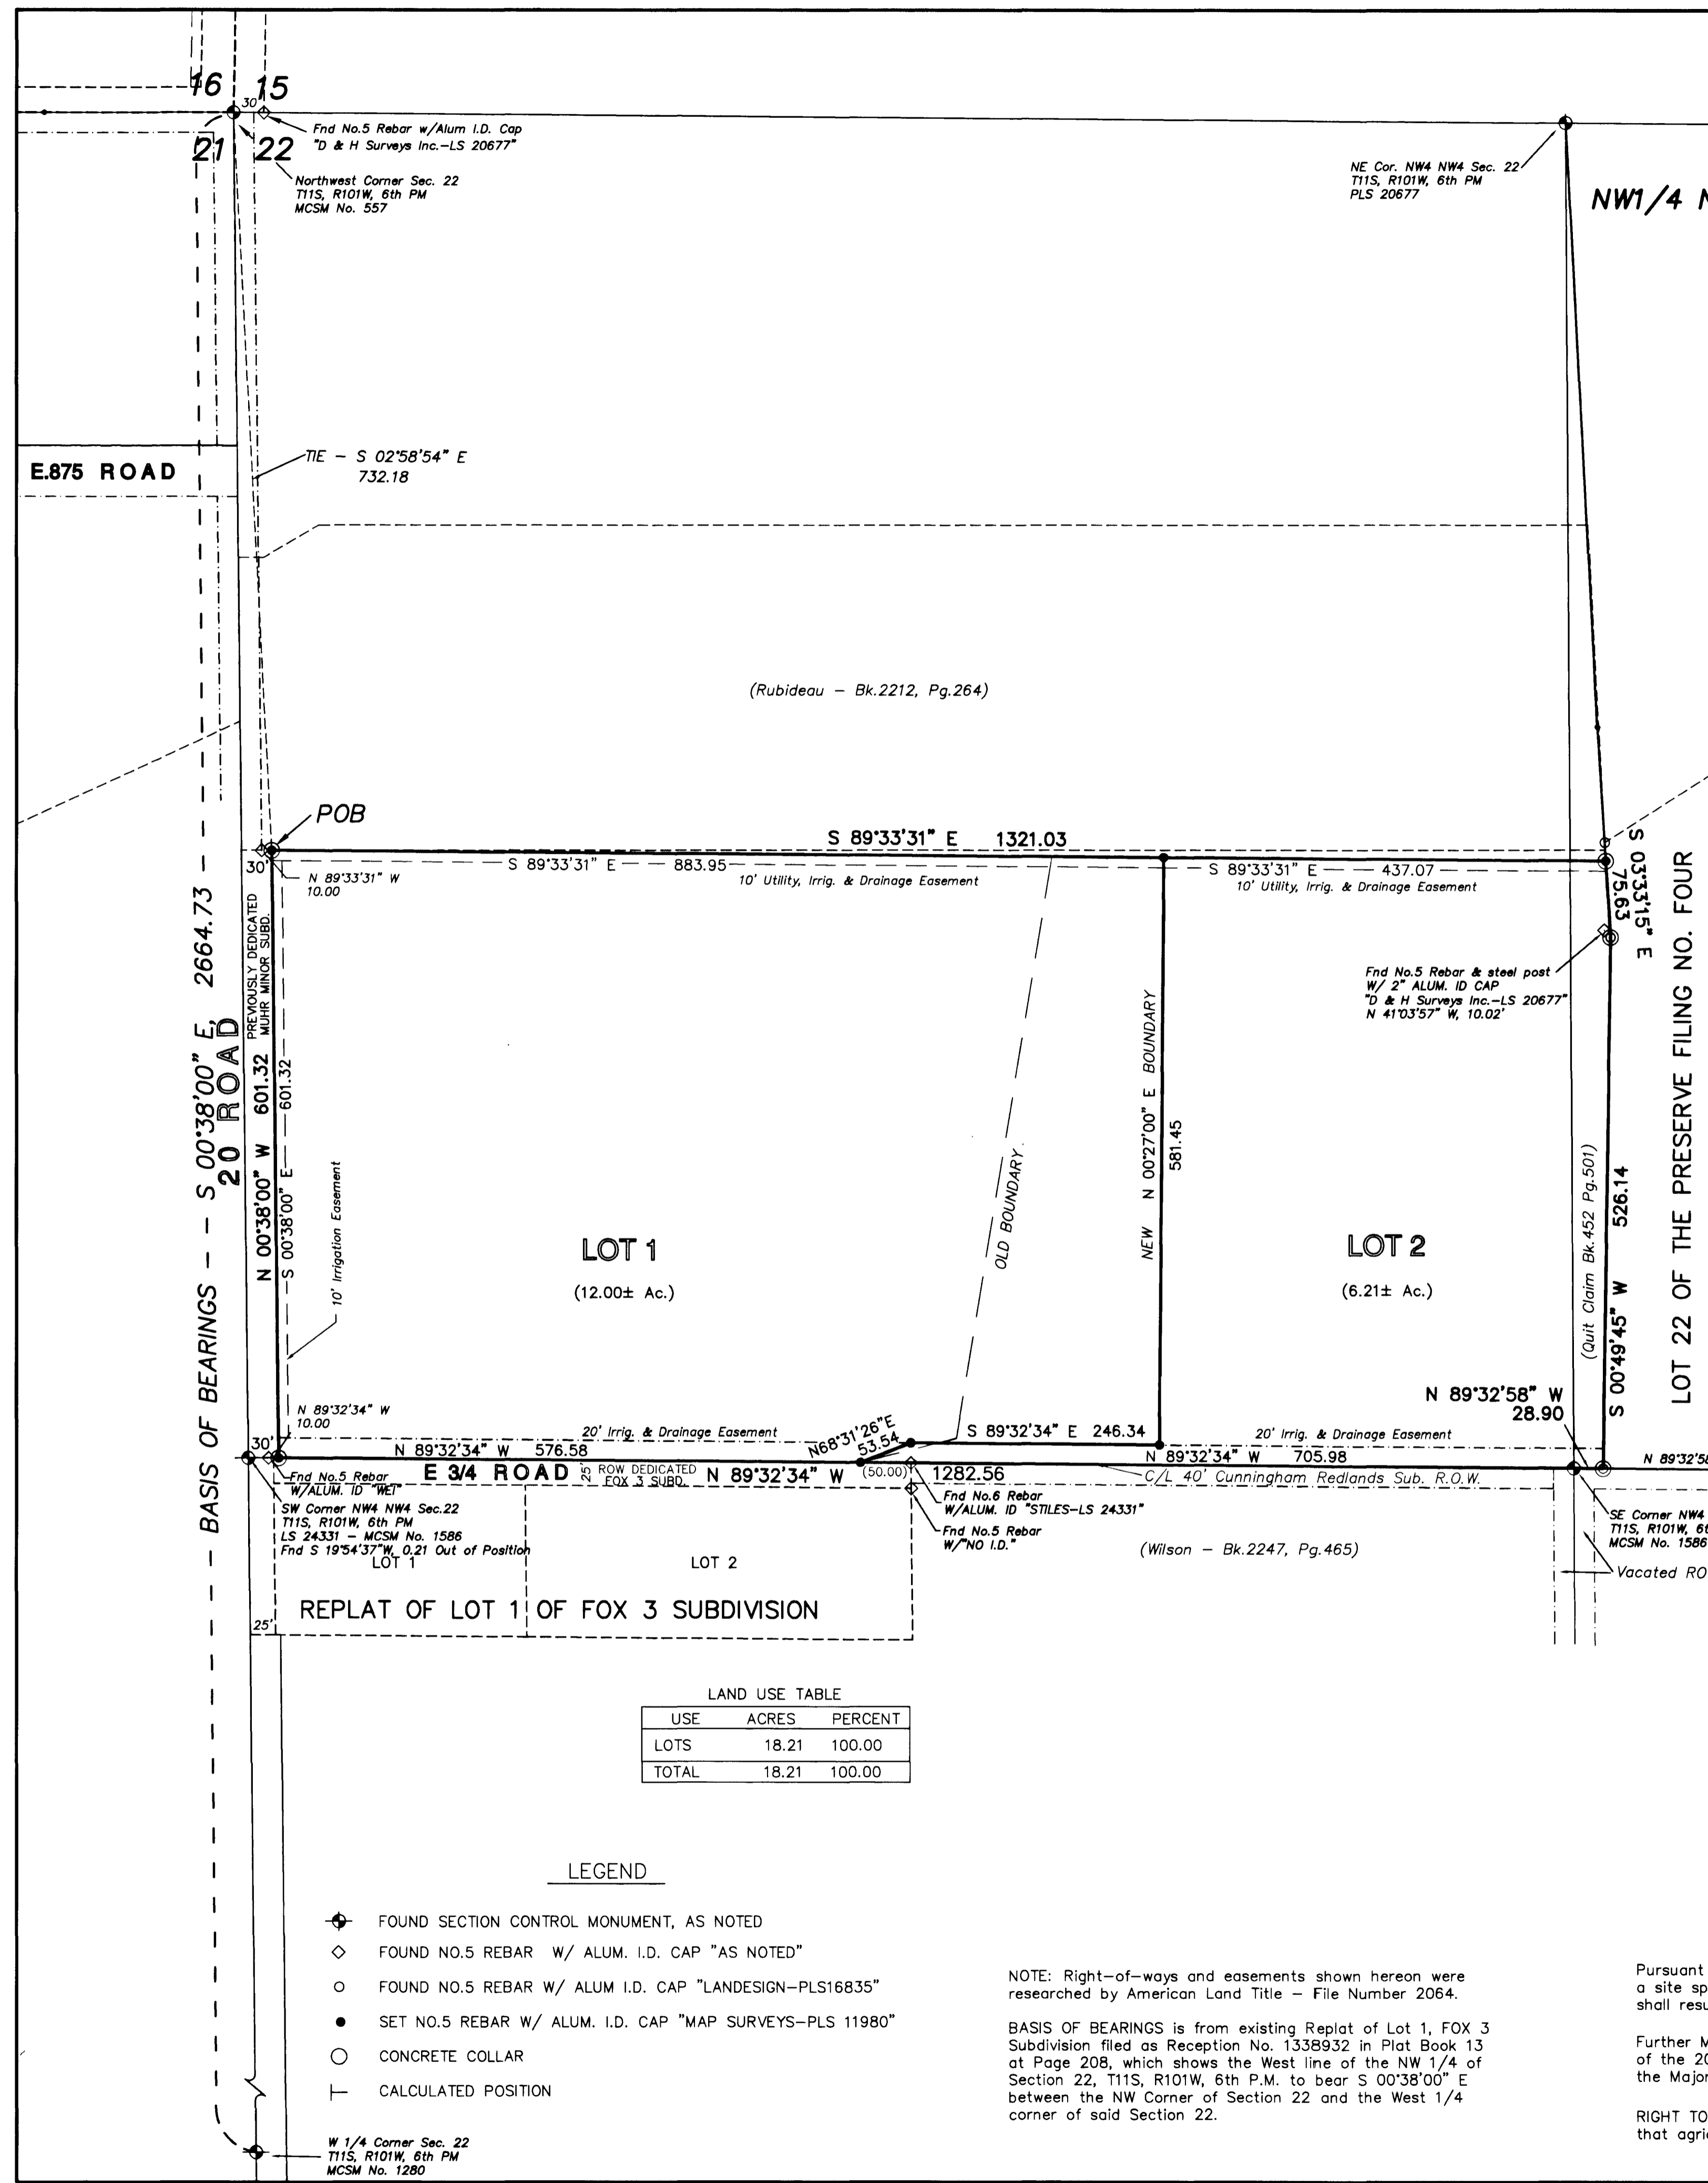 16 15
30'
21 22
Fnd No.5 Rebar w/Alum I.D. Cap
"D & H Surveys Inc.-LS 20677"
Northwest Corner Sec. 22
T11S, R101W, 6th PM
MCSM No. 557
NE Cor. NW4 NW4 Sec. 22
T11S, R101W, 6th PM
PLS 20677
NW1/4 N
E.875 ROAD
TIE - S 02°58'54" E
732.18
(Rubideau - Bk.2212, Pg.264)
POB
S 89°33'31" E 1321.03
30'
N 89°33'31" W
10.00
S 89°33'31" E 883.95
10' Utility, Irrig. & Drainage Easement
S 89°33'31" E 437.07
10' Utility, Irrig. & Drainage Easement
S 03°33'15" E
75.63
Fnd No.5 Rebar & steel post
W/ 2" ALUM. ID CAP
"D & H Surveys Inc.-LS 20677"
N 41°03'57" W, 10.02'
BASIS OF BEARINGS - - S 00°38'00" E, 2664.73
20 ROAD
PREVIOUSLY DEDICATED
MUHR MINOR SUBD.
N 00°38'00" W 601.32
S 00°38'00" E 601.32
10' Irrigation Easement
OLD BOUNDARY
NEW N 00°27'00" E BOUNDARY
581.45
LOT 1
(12.00± Ac.)
LOT 2
(6.21± Ac.)
(Quit Claim Bk.452 Pg.501)
S 00°49'45" W 526.14
LOT 22 OF THE PRESERVE FILING NO. FOUR
N 89°32'58" W
28.90
N 89°32'34" W
10.00
20' Irrig. & Drainage Easement
N68°31'26"E
53.54
S 89°32'34" E 246.34
20' Irrig. & Drainage Easement
30'
N 89°32'34" W 576.58
N 89°32'34" W 705.98
N 89°32'58
E 3/4 ROAD
25' ROW DEDICATED
FOX 3 SUBD.
N 89°32'34" W (50.00) 1282.56
C/L 40' Cunningham Redlands Sub. R.O.W.
Fnd No.5 Rebar
W/ALUM. ID "WEI"
SW Corner NW4 NW4 Sec.22
T11S, R101W, 6th PM
LS 24331 - MCSM No. 1586
Fnd S 19°54'37"W, 0.21 Out of Position
Fnd No.6 Rebar
W/ALUM. ID "STILES-LS 24331"
Fnd No.5 Rebar
W/"NO I.D."
(Wilson - Bk.2247, Pg.465)
SE Corner NW4
T11S, R101W, 6t
MCSM No. 1586
Vacated RO
LOT 1
LOT 2
REPLAT OF LOT 1 OF FOX 3 SUBDIVISION
25'
LAND USE TABLE
USE ACRES PERCENT
LOTS 18.21 100.00
TOTAL 18.21 100.00
LEGEND
FOUND SECTION CONTROL MONUMENT, AS NOTED
FOUND NO.5 REBAR W/ ALUM. I.D. CAP "AS NOTED"
FOUND NO.5 REBAR W/ ALUM I.D. CAP "LANDESIGN-PLS16835"
SET NO.5 REBAR W/ ALUM. I.D. CAP "MAP SURVEYS-PLS 11980"
CONCRETE COLLAR
CALCULATED POSITION
W 1/4 Corner Sec. 22
T11S, R101W, 6th PM
MCSM No. 1280
NOTE: Right-of-ways and easements shown hereon were
researched by American Land Title - File Number 2064.
BASIS OF BEARINGS is from existing Replat of Lot 1, FOX 3
Subdivision filed as Reception No. 1338932 in Plat Book 13
at Page 208, which shows the West line of the NW 1/4 of
Section 22, T11S, R101W, 6th P.M. to bear S 00°38'00" E
between the NW Corner of Section 22 and the West 1/4
corner of said Section 22.
Pursuant
a site sp
shall resu
Further M
of the 20
the Major
RIGHT TO
that agri